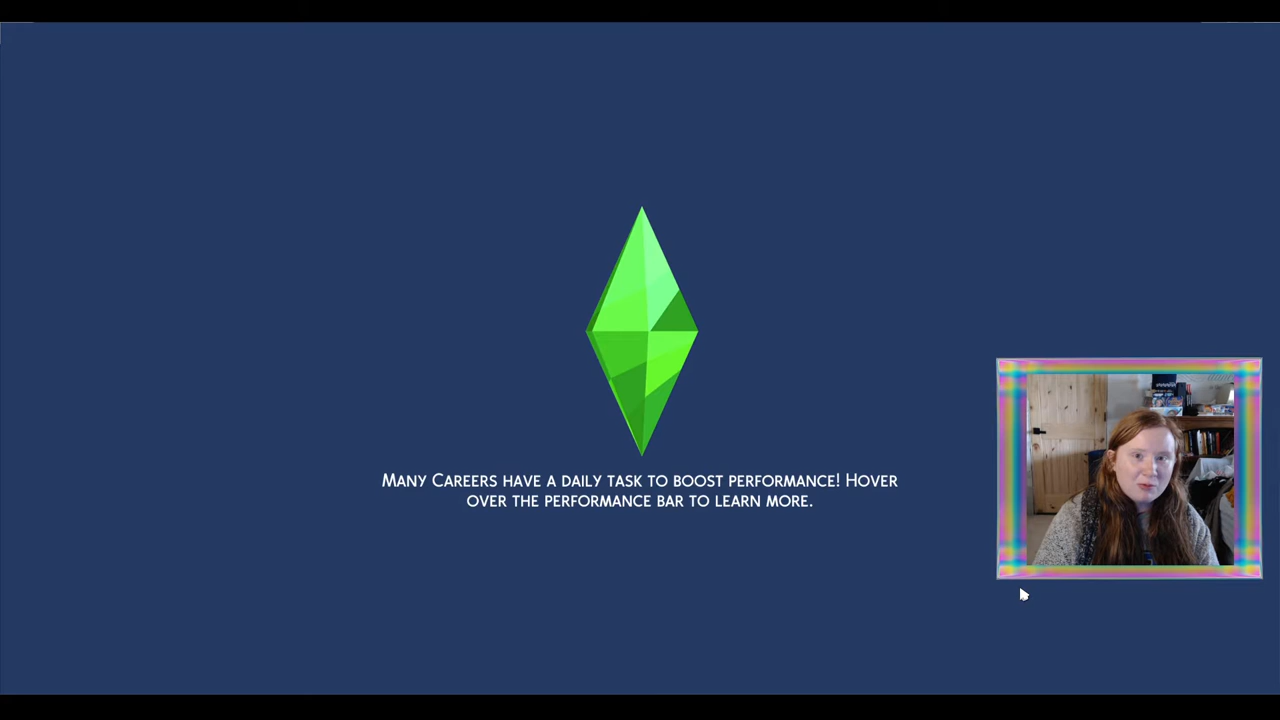 Many Careers have a daily task to boost performance! Hover
over the performance bar to learn more.